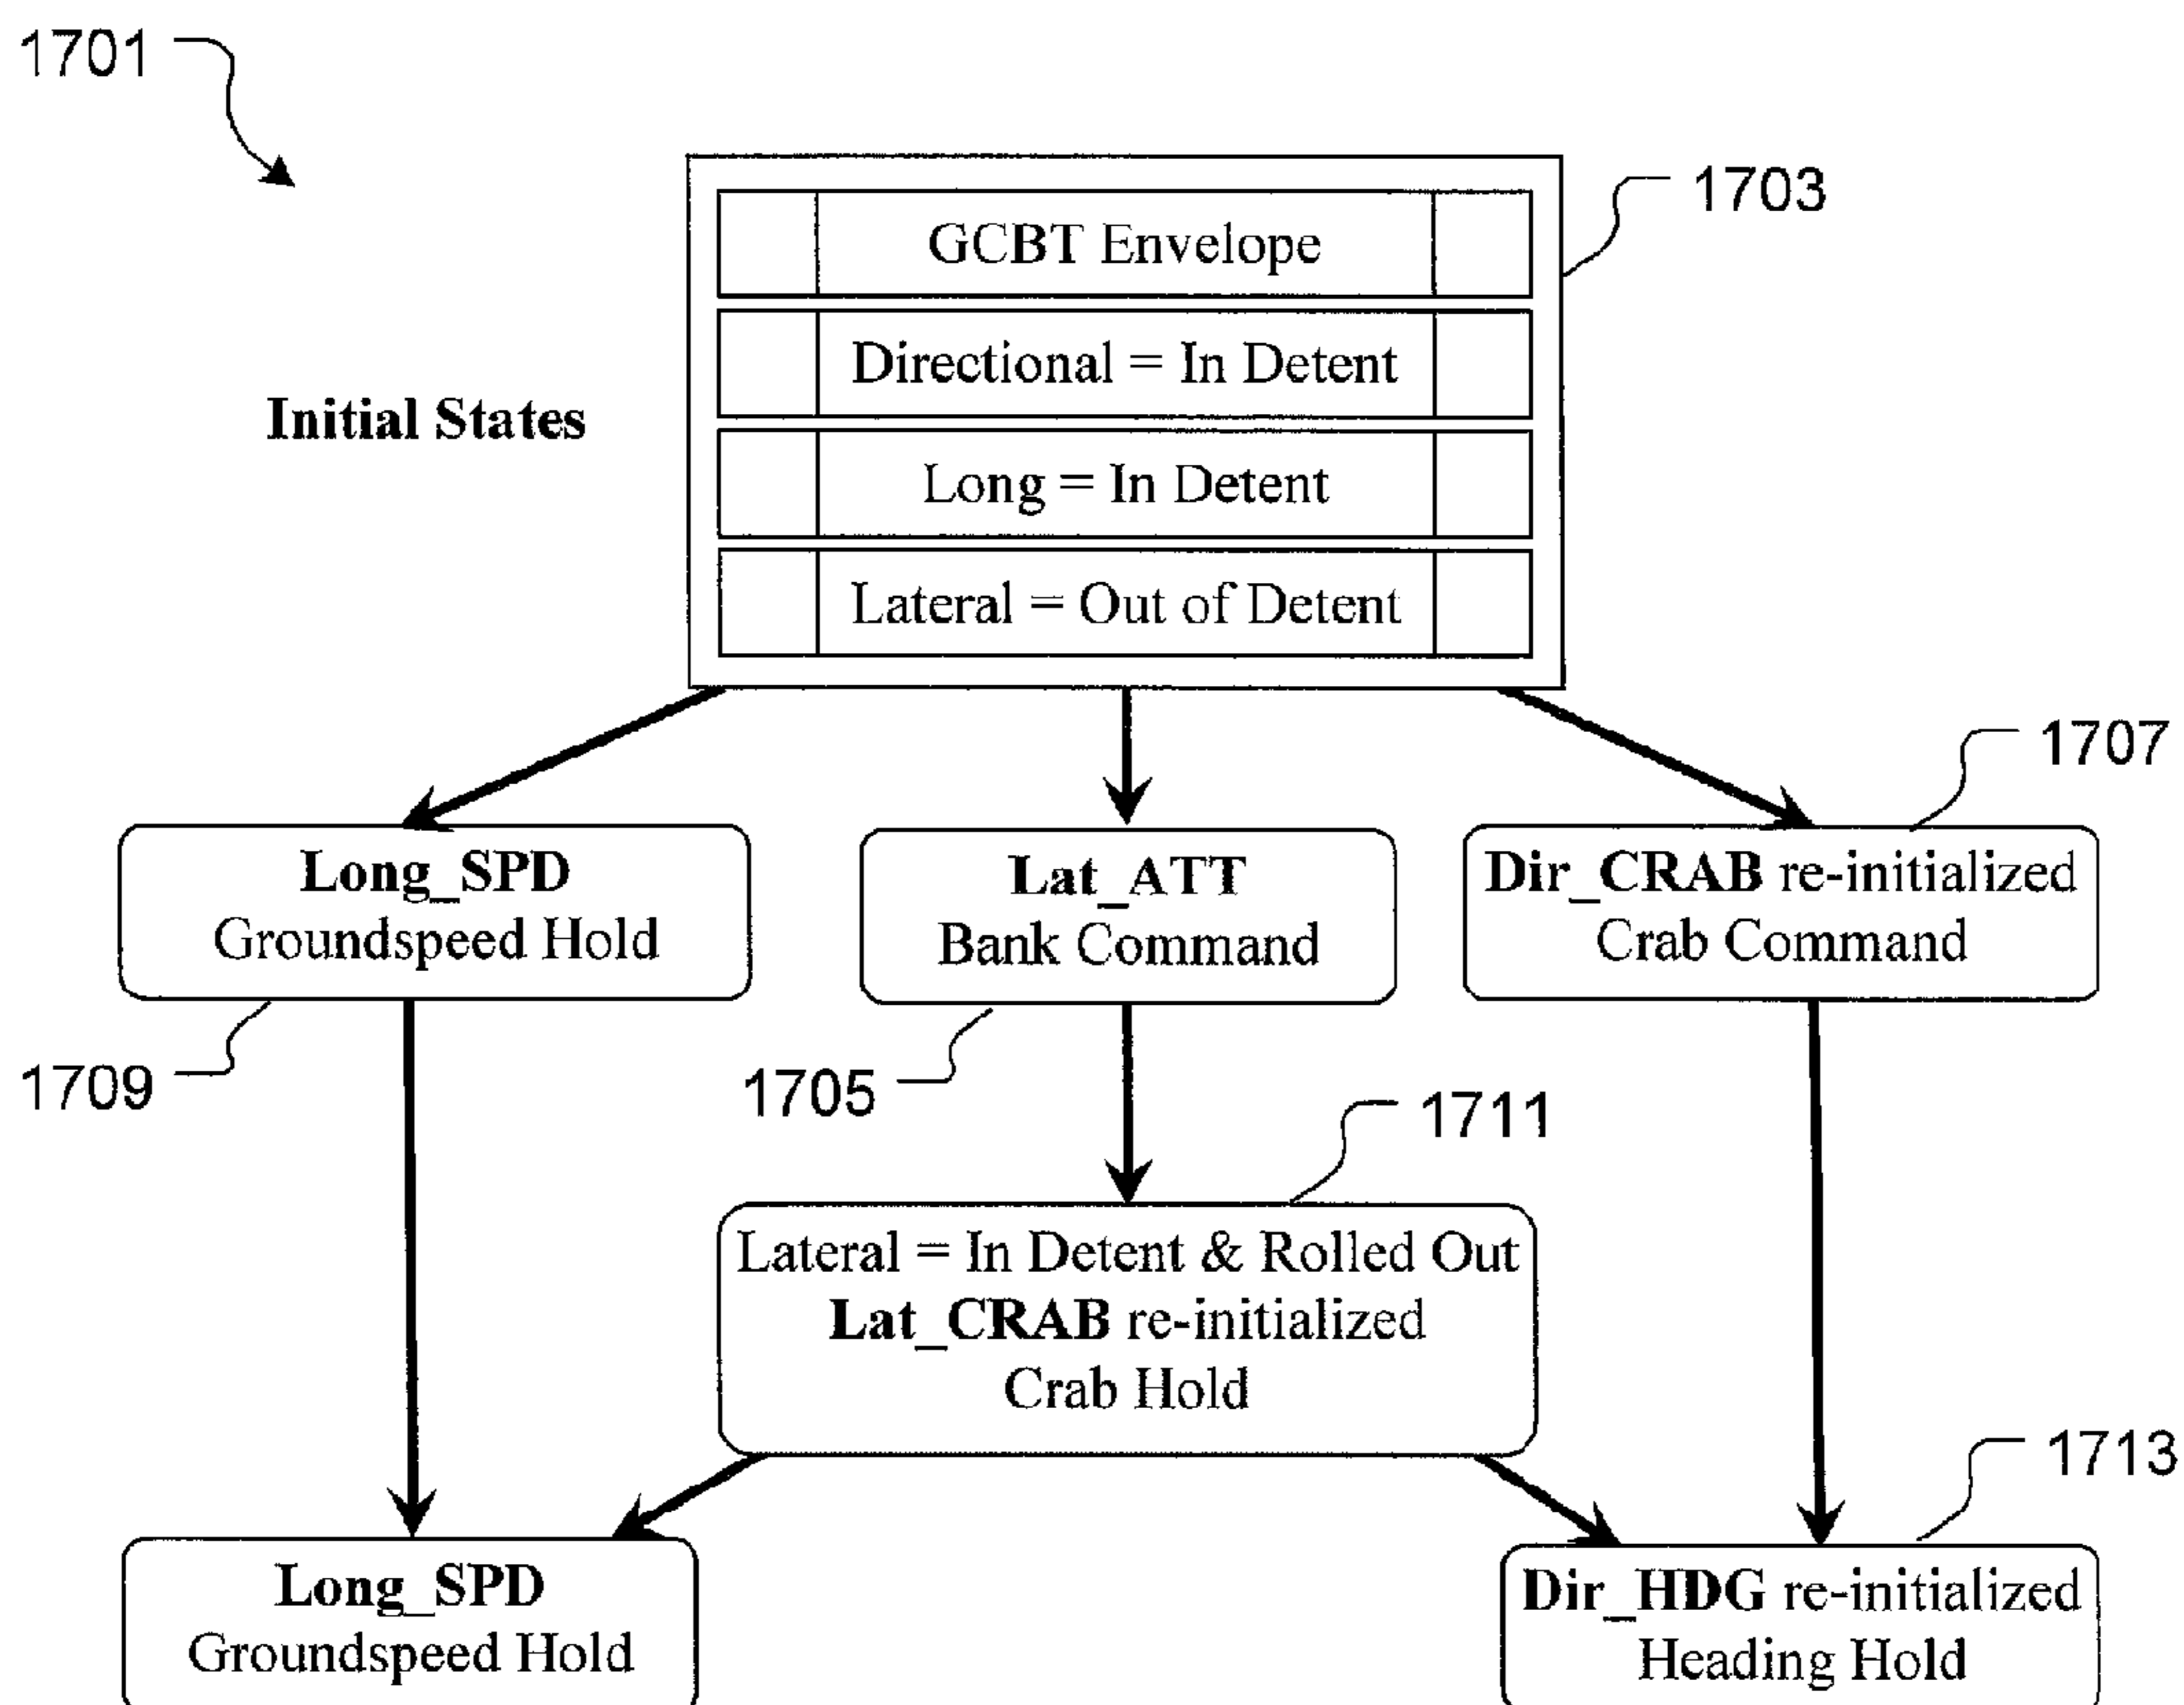 1701
1703
GCBT Envelope
Directional = In Detent
Initial States
Long = In Detent
Lateral = Out of Detent
1707
Long_SPD
Groundspeed Hold
Lat_ATT
Bank Command
Dir_CRAB re-initialized
Crab Command
1709
1705
1711
Lateral = In Detent & Rolled Out
Lat_CRAB re-initialized
Crab Hold
1713
Long_SPD
Groundspeed Hold
Dir_HDG re-initialized
Heading Hold